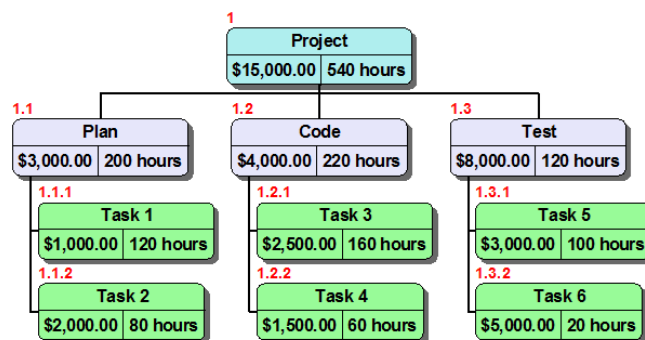 1
Project
$15,000.00 540 hours
1.1
Plan
$3,000.00 200 hours
1.1.1
Task 1
$1,000.00 120 hours
1.1.2
Task 2
$2,000.00 80 hours
1.2
Code
$4,000.00 220 hours
1.2.1
Task 3
$2,500.00 160 hours
1.2.2
Task 4
$1,500.00 60 hours
1.3
Test
$8,000.00 120 hours
1.3.1
Task 5
$3,000.00 100 hours
1.3.2
Task 6
$5,000.00 20 hours